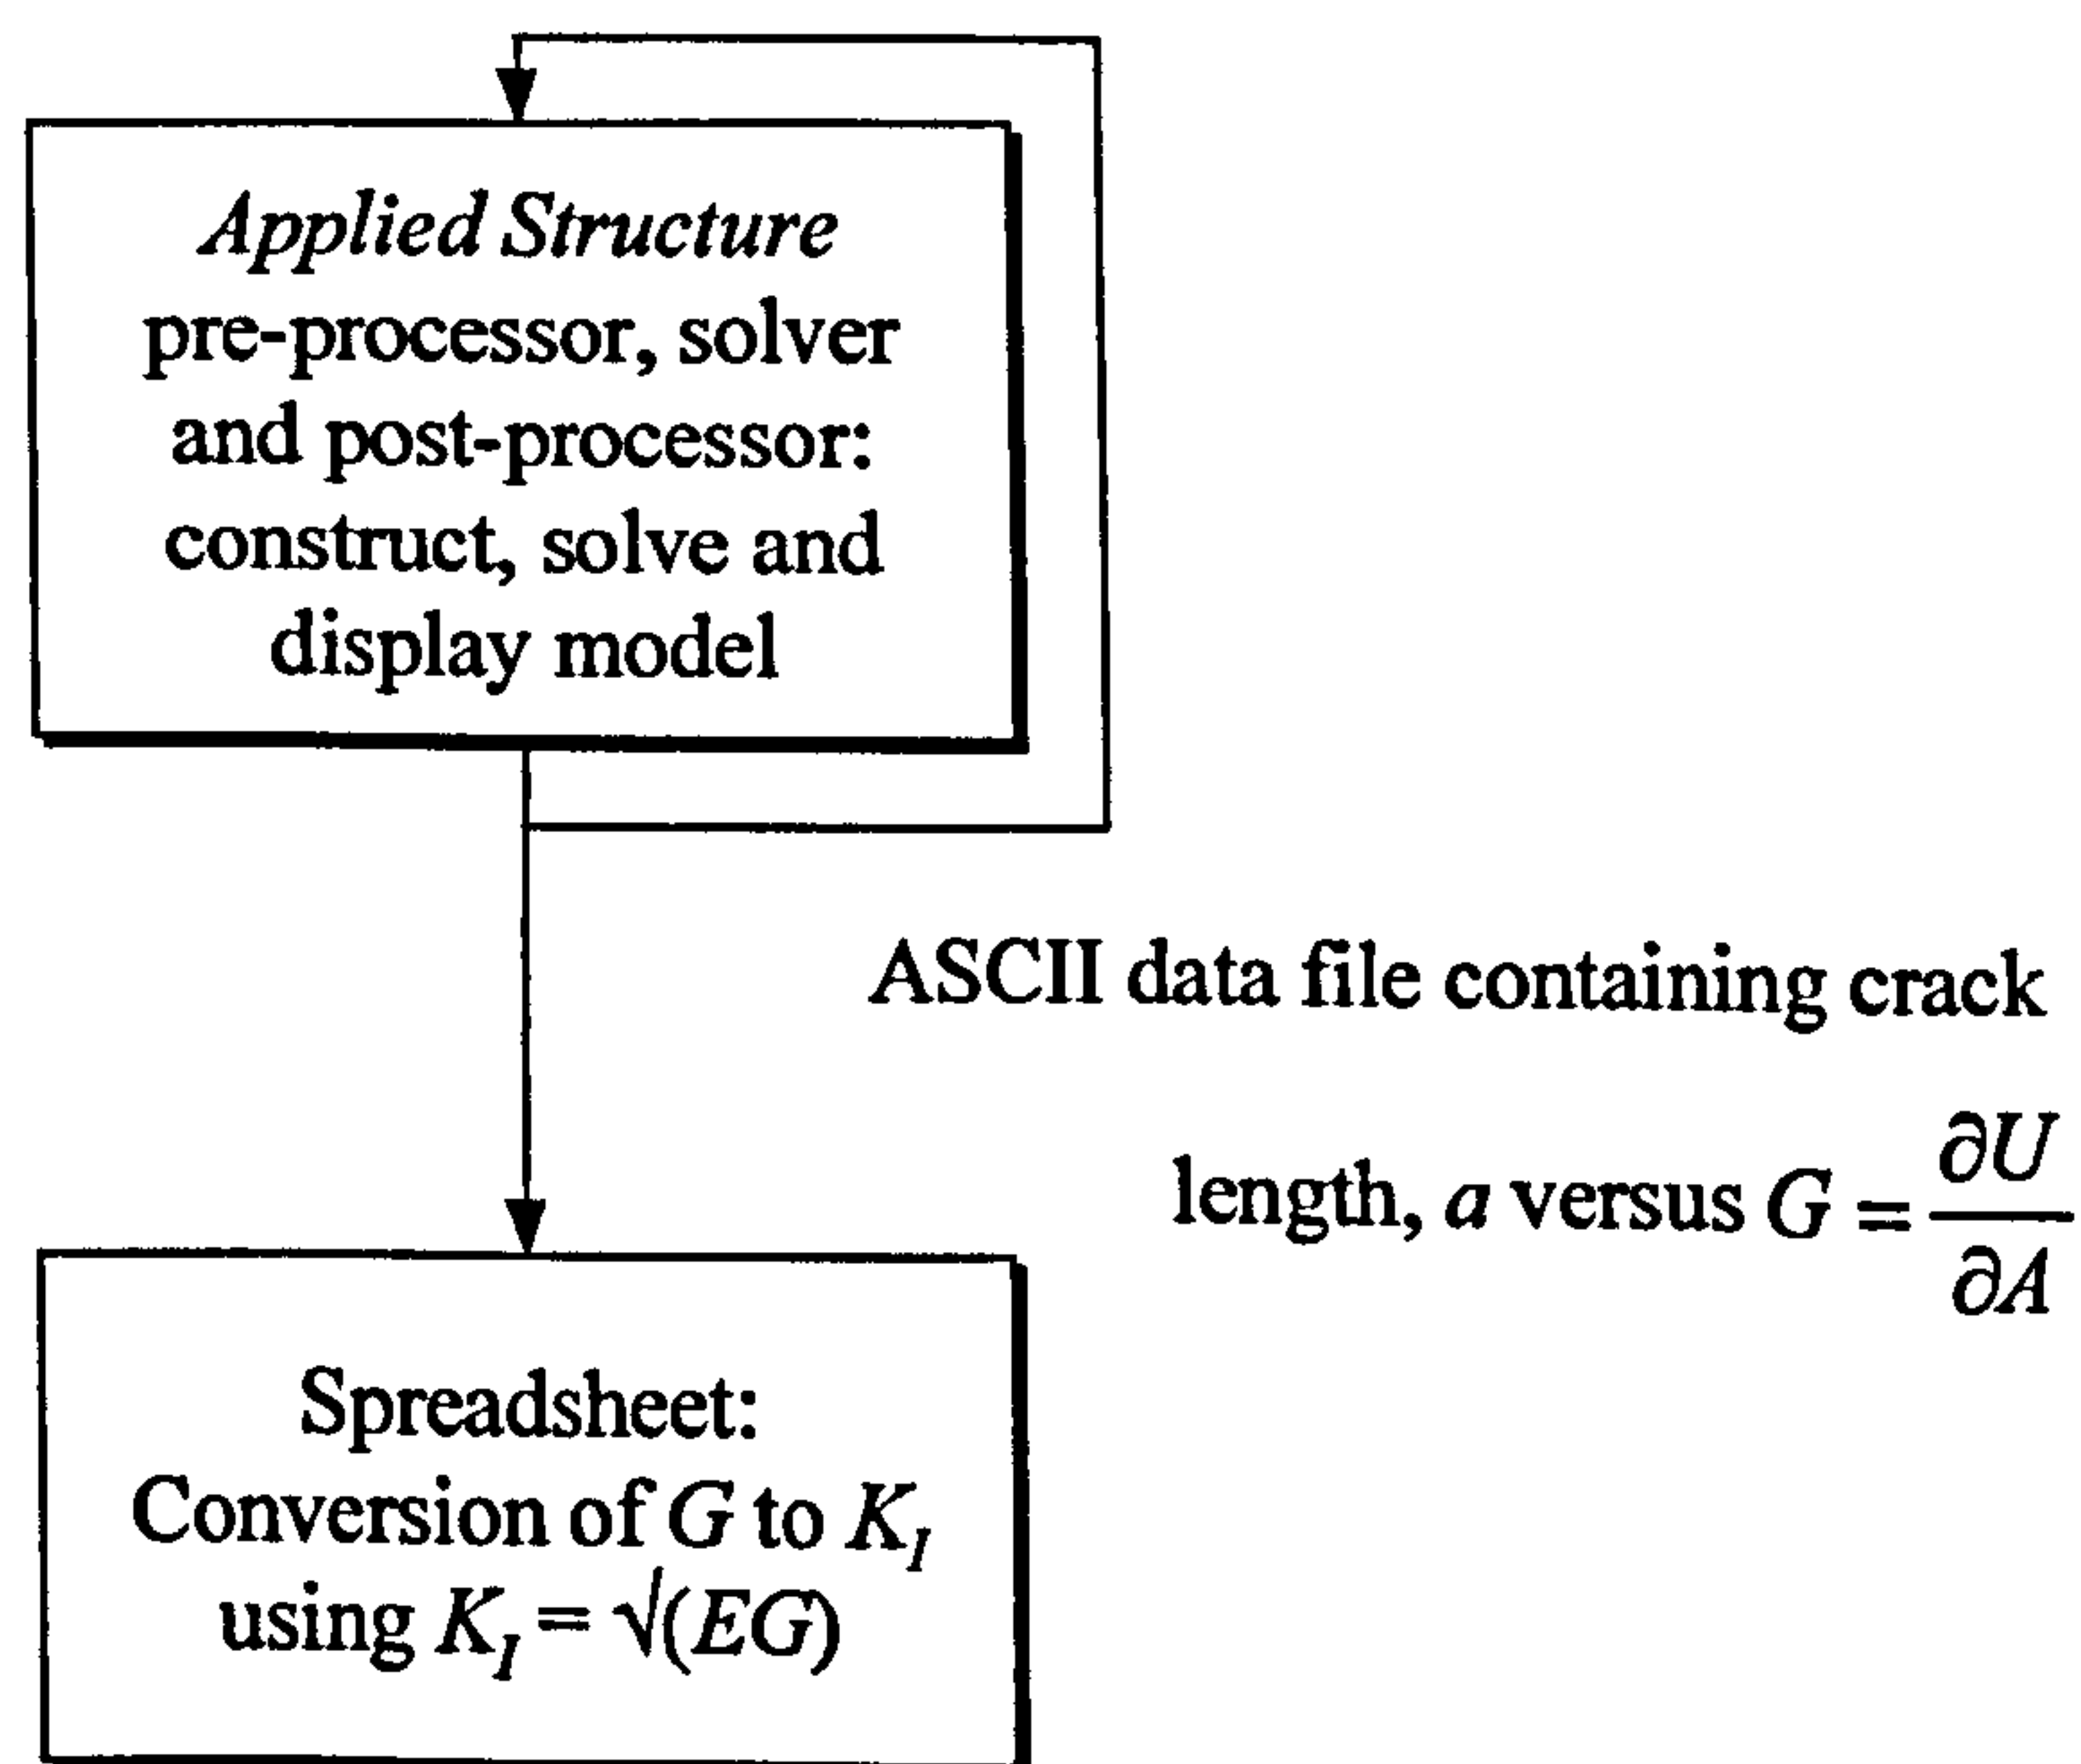 Applied Structure
pre-processor, solver
and post-processor:
construct, solve and
display model
ASCII data file containing crack
length, a versus G = ∂U/∂A
Spreadsheet:
Conversion of G to K_I
using K_I = √(EG)